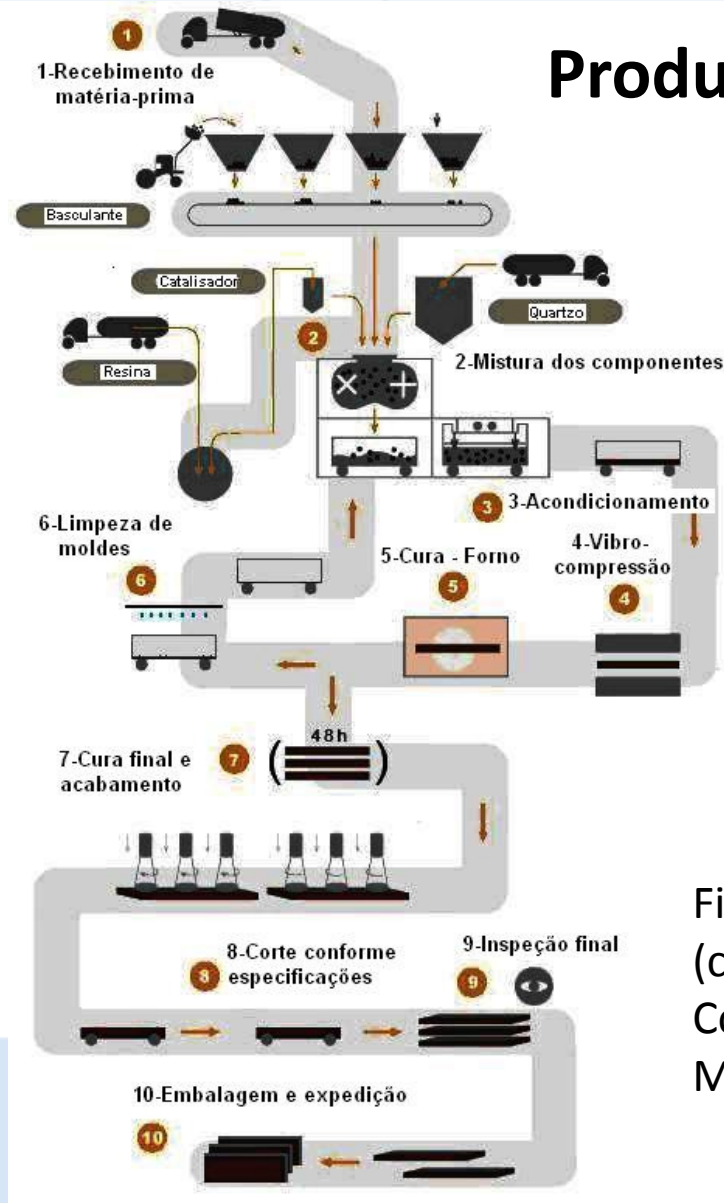 Produ
1
1-Recebimento de
matéria-prima
Basculante
Catalisador
Quartzo
2
Resina
2-Mistura dos componentes
3
3-Acondicionamento
6-Limpeza de
moldes
6
5-Cura - Forno
5
4-Vibro-
compressão
4
48h
7-Cura final e
acabamento
7
8-Corte conforme
especificações
8
9-Inspeção final
9
10-Embalagem e expedição
10
Fi
(c
Co
M